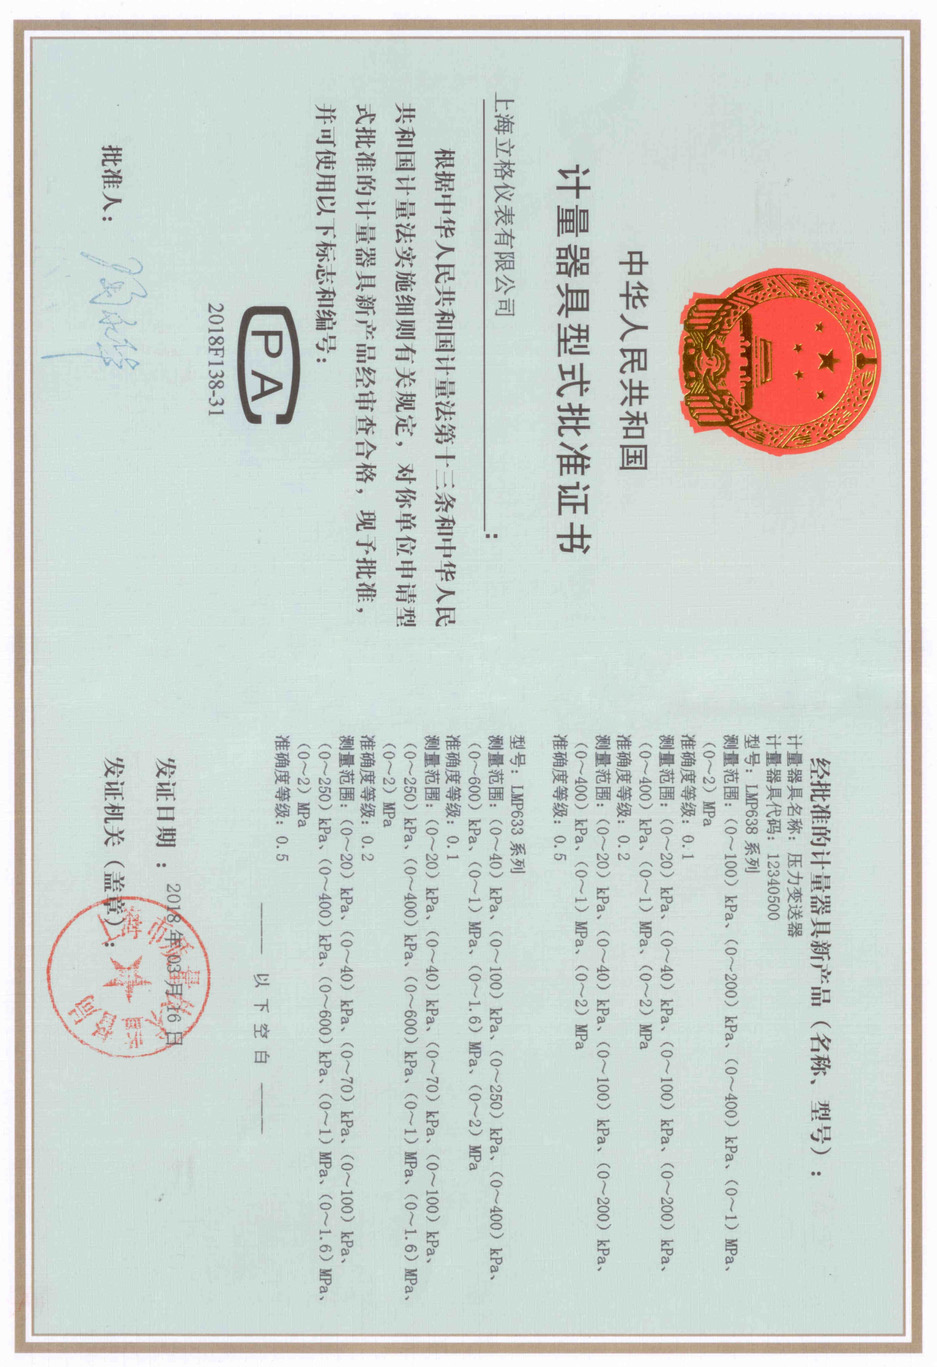 中华人民共和国
计量器具型式批准证书
上海立格仪表有限公司：
根据中华人民共和国计量法第十三条和中华人民
共和国计量法实施细则有关规定，对你单位申请型
式批准的计量器具新产品经审查合格，现予批准，
并可使用以下标志和编号：
CPA
2018F138-31
批准人：
经批准的计量器具新产品（名称、型号）：
计量器具名称：压力变送器
计量器具代码：12340500
型号：LMP638 系列
测量范围：(0～100) kPa、(0～200) kPa、(0～400) kPa、(0～1) MPa、
(0～2) MPa
准确度等级：0.1
测量范围：(0～20) kPa、(0～40) kPa、(0～100) kPa、(0～200) kPa、
(0～400) kPa、(0～1) MPa、(0～2) MPa
准确度等级：0.2
测量范围：(0～20) kPa、(0～40) kPa、(0～100) kPa、(0～200) kPa、
(0～400) kPa、(0～1) MPa、(0～2) MPa
准确度等级：0.5
型号：LMP633 系列
测量范围：(0～40) kPa、(0～100) kPa、(0～250) kPa、(0～400) kPa、
(0～600) kPa、(0～1) MPa、(0～1.6) MPa、(0～2) MPa
准确度等级：0.1
测量范围：(0～20) kPa、(0～40) kPa、(0～70) kPa、(0～100) kPa、
(0～250) kPa、(0～400) kPa、(0～600) kPa、(0～1) MPa、(0～1.6) MPa、
(0～2) MPa
准确度等级：0.2
测量范围：(0～20) kPa、(0～40) kPa、(0～70) kPa、(0～100) kPa、
(0～250) kPa、(0～400) kPa、(0～600) kPa、(0～1) MPa、(0～1.6) MPa、
(0～2) MPa
准确度等级：0.5
—— 以下空白 ——
发证日期：2018 年 03 月 16 日
发证机关（盖章）：
上海市质量技术监督局